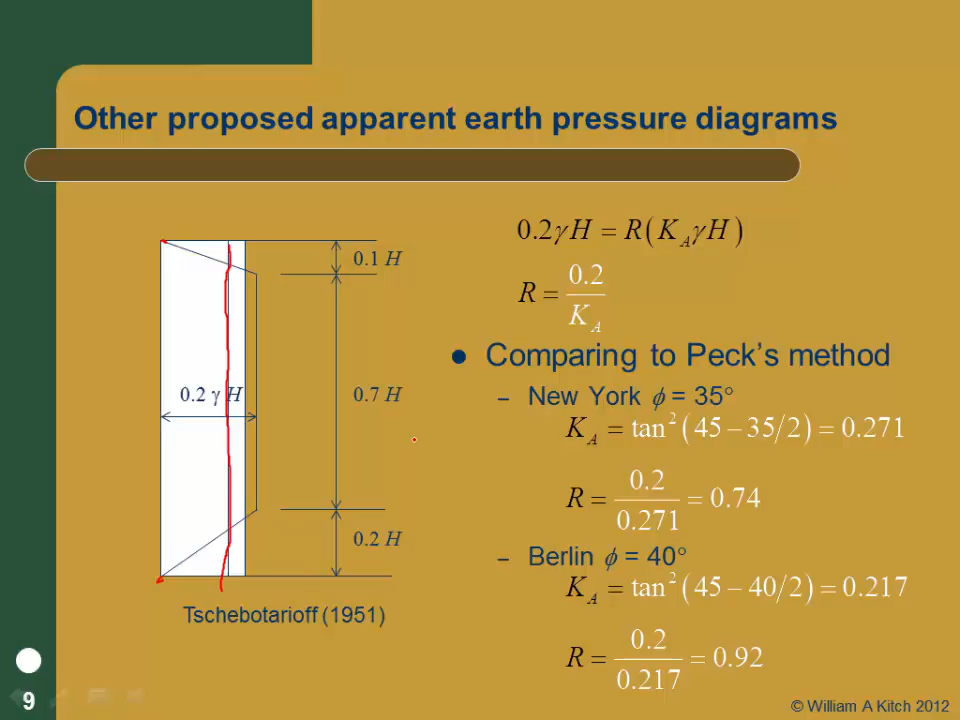 Other proposed apparent earth pressure diagrams
0.2γH = R(K_AγH)
R = 0.2 / K_A
0.1 H
0.2 γ H
0.7 H
0.2 H
Tschebotarioff (1951)
● Comparing to Peck's method
– New York ϕ = 35°
K_A = tan²(45 – 35/2) = 0.271
R = 0.2 / 0.271 = 0.74
– Berlin ϕ = 40°
K_A = tan²(45 – 40/2) = 0.217
R = 0.2 / 0.217 = 0.92
9
© William A Kitch 2012